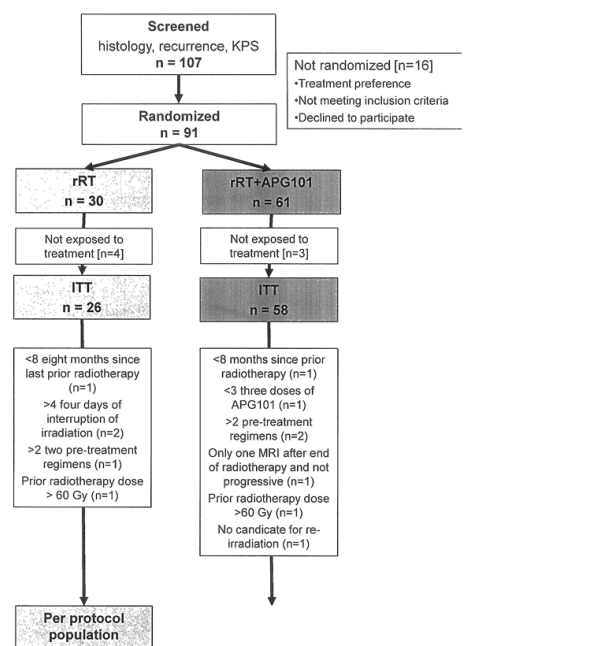 Screened
histology, recurrence, KPS
n = 107
Not randomized [n=16]
•Treatment preference
•Not meeting inclusion criteria
•Declined to participate
Randomized
n = 91
rRT
n = 30
rRT+APG101
n = 61
Not exposed to
treatment [n=4]
Not exposed to
treatment [n=3]
ITT
n = 26
ITT
n = 58
<8 eight months since
last prior radiotherapy
(n=1)
>4 four days of
interruption of
irradiation (n=2)
>2 two pre-treatment
regimens (n=1)
Prior radiotherapy dose
> 60 Gy (n=1)
<8 months since prior
radiotherapy (n=1)
<3 three doses of
APG101 (n=1)
>2 pre-treatment
regimens (n=2)
Only one MRI after end
of radiotherapy and not
progressive (n=1)
Prior radiotherapy dose
>60 Gy (n=1)
No candicate for re-
irradiation (n=1)
Per protocol
population